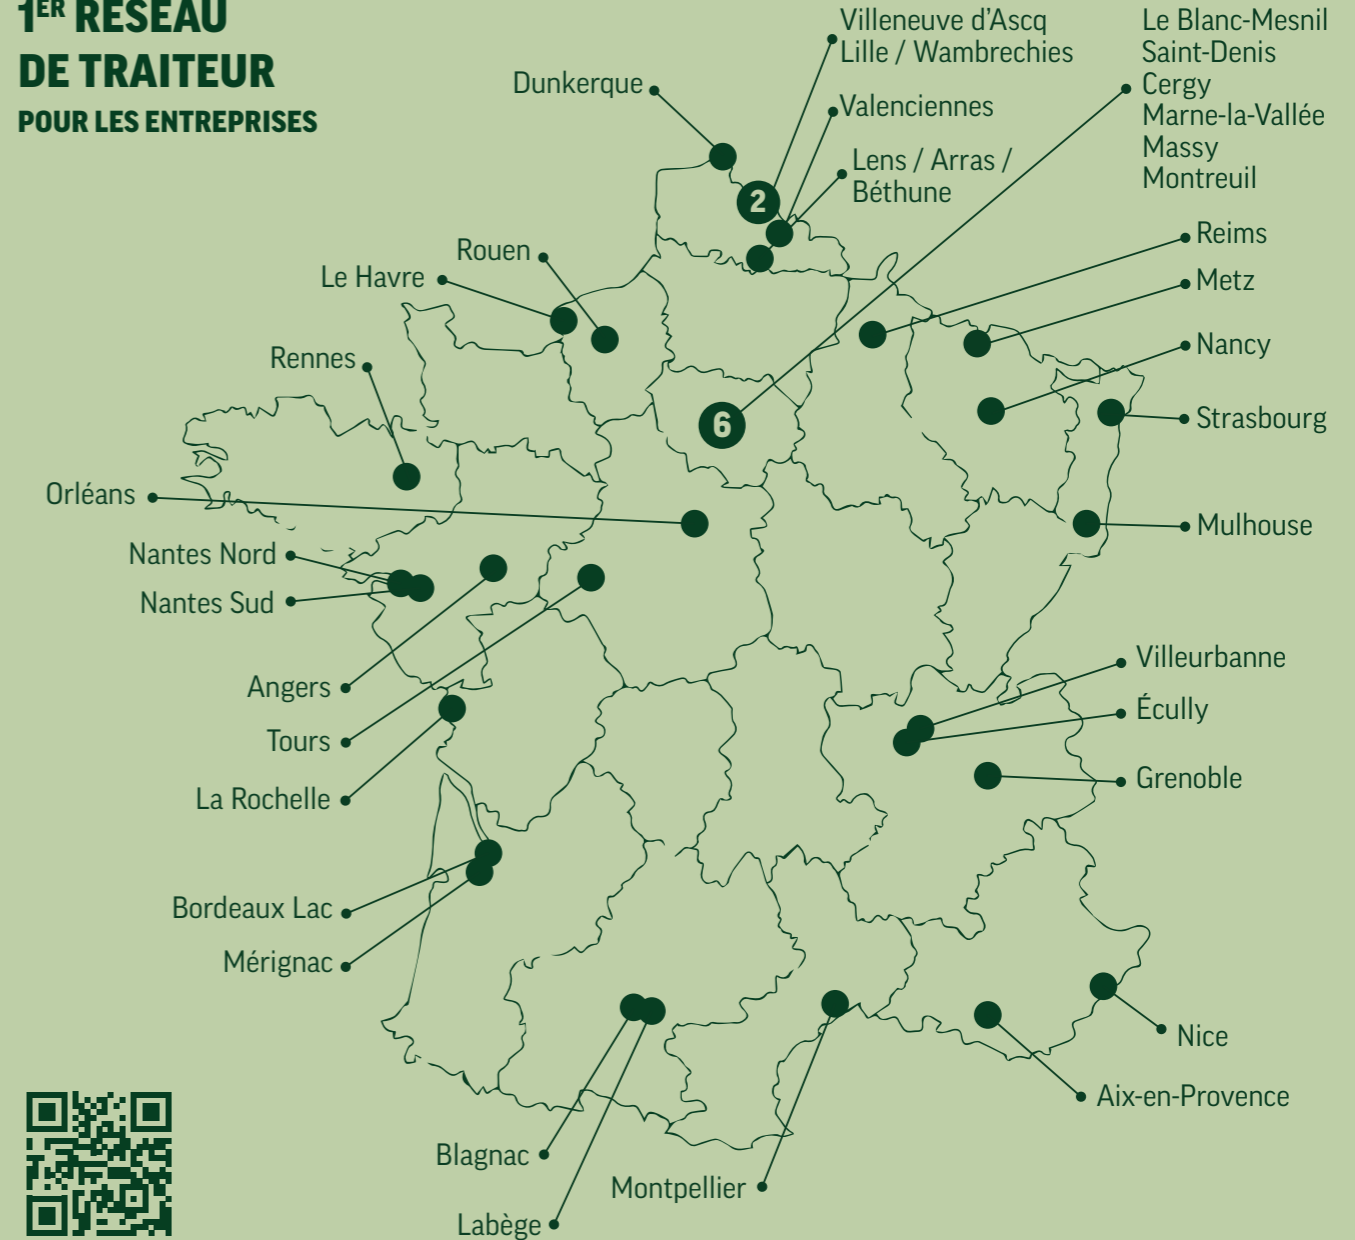 1ER RÉSEAU
DE TRAITEUR
POUR LES ENTREPRISES
Villeneuve d'Ascq
Lille / Wambrechies
Le Blanc-Mesnil
Saint-Denis
Cergy
Marne-la-Vallée
Massy
Montreuil
Dunkerque
Valenciennes
Lens / Arras /
Béthune
2
Rouen
Le Havre
Reims
Metz
Rennes
Nancy
6
Strasbourg
Orléans
Mulhouse
Nantes Nord
Nantes Sud
Villeurbanne
Écully
Grenoble
Angers
Tours
La Rochelle
Bordeaux Lac
Mérignac
Nice
Aix-en-Provence
Blagnac
Montpellier
Labège